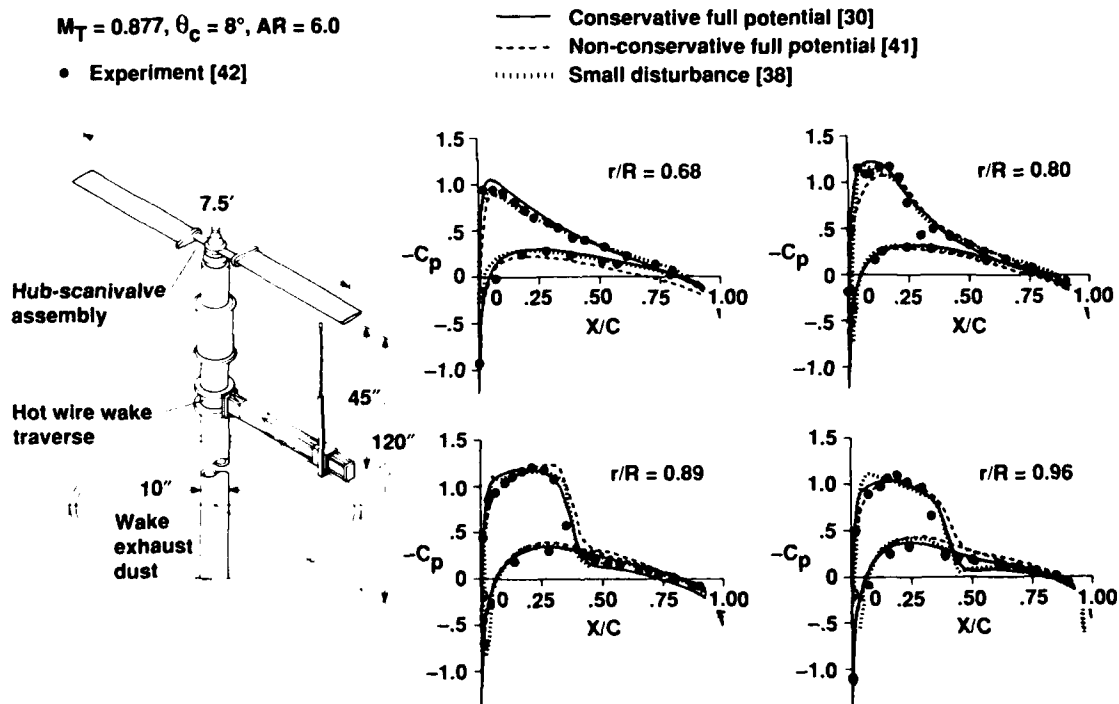 M_T = 0.877, θ_c = 8°, AR = 6.0
● Experiment [42]
Conservative full potential [30]
Non-conservative full potential [41]
Small disturbance [38]
7.5′
Hub-scanivalve
assembly
Hot wire wake
traverse
45″
120″
10″
Wake
exhaust
dust
1.5
1.0
.5
0
−.5
−1.0
−C_p
r/R = 0.68
0 .25 0.50 .75 1.00
X/C
1.5
1.0
.5
0
−.5
−1.0
−C_p
r/R = 0.80
0 .25 0.50 .75 1.00
X/C
1.5
1.0
.5
0
−.5
−1.0
−C_p
r/R = 0.89
0 .25 0.50 .75 1.00
X/C
1.5
1.0
.5
0
−.5
−1.0
−C_p
r/R = 0.96
0 .25 0.50 .75 1.00
X/C